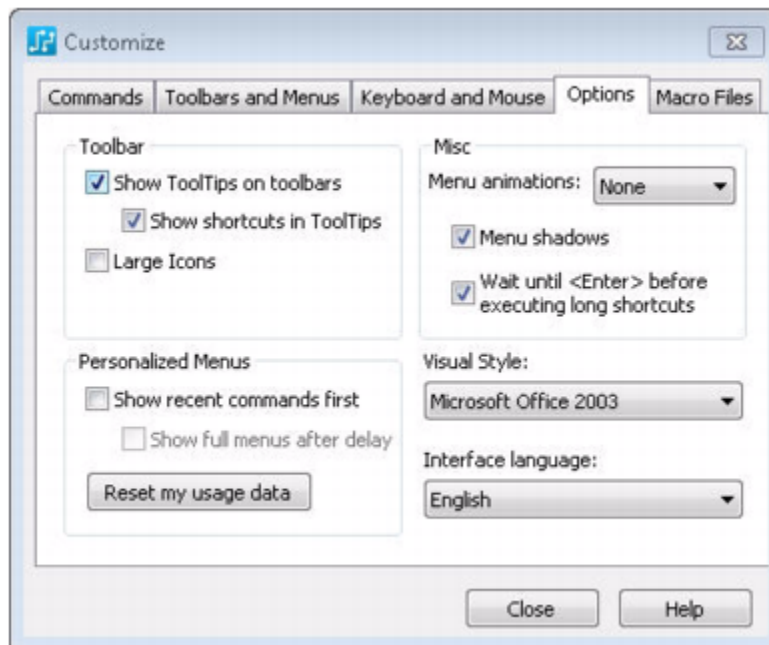 Customize
Commands
Toolbars and Menus
Keyboard and Mouse
Options
Macro Files
Toolbar
Show ToolTips on toolbars
Show shortcuts in ToolTips
Large Icons
Misc
Menu animations:
None
Menu shadows
Wait until <Enter> before
executing long shortcuts
Personalized Menus
Show recent commands first
Show full menus after delay
Reset my usage data
Visual Style:
Microsoft Office 2003
Interface language:
English
Close
Help